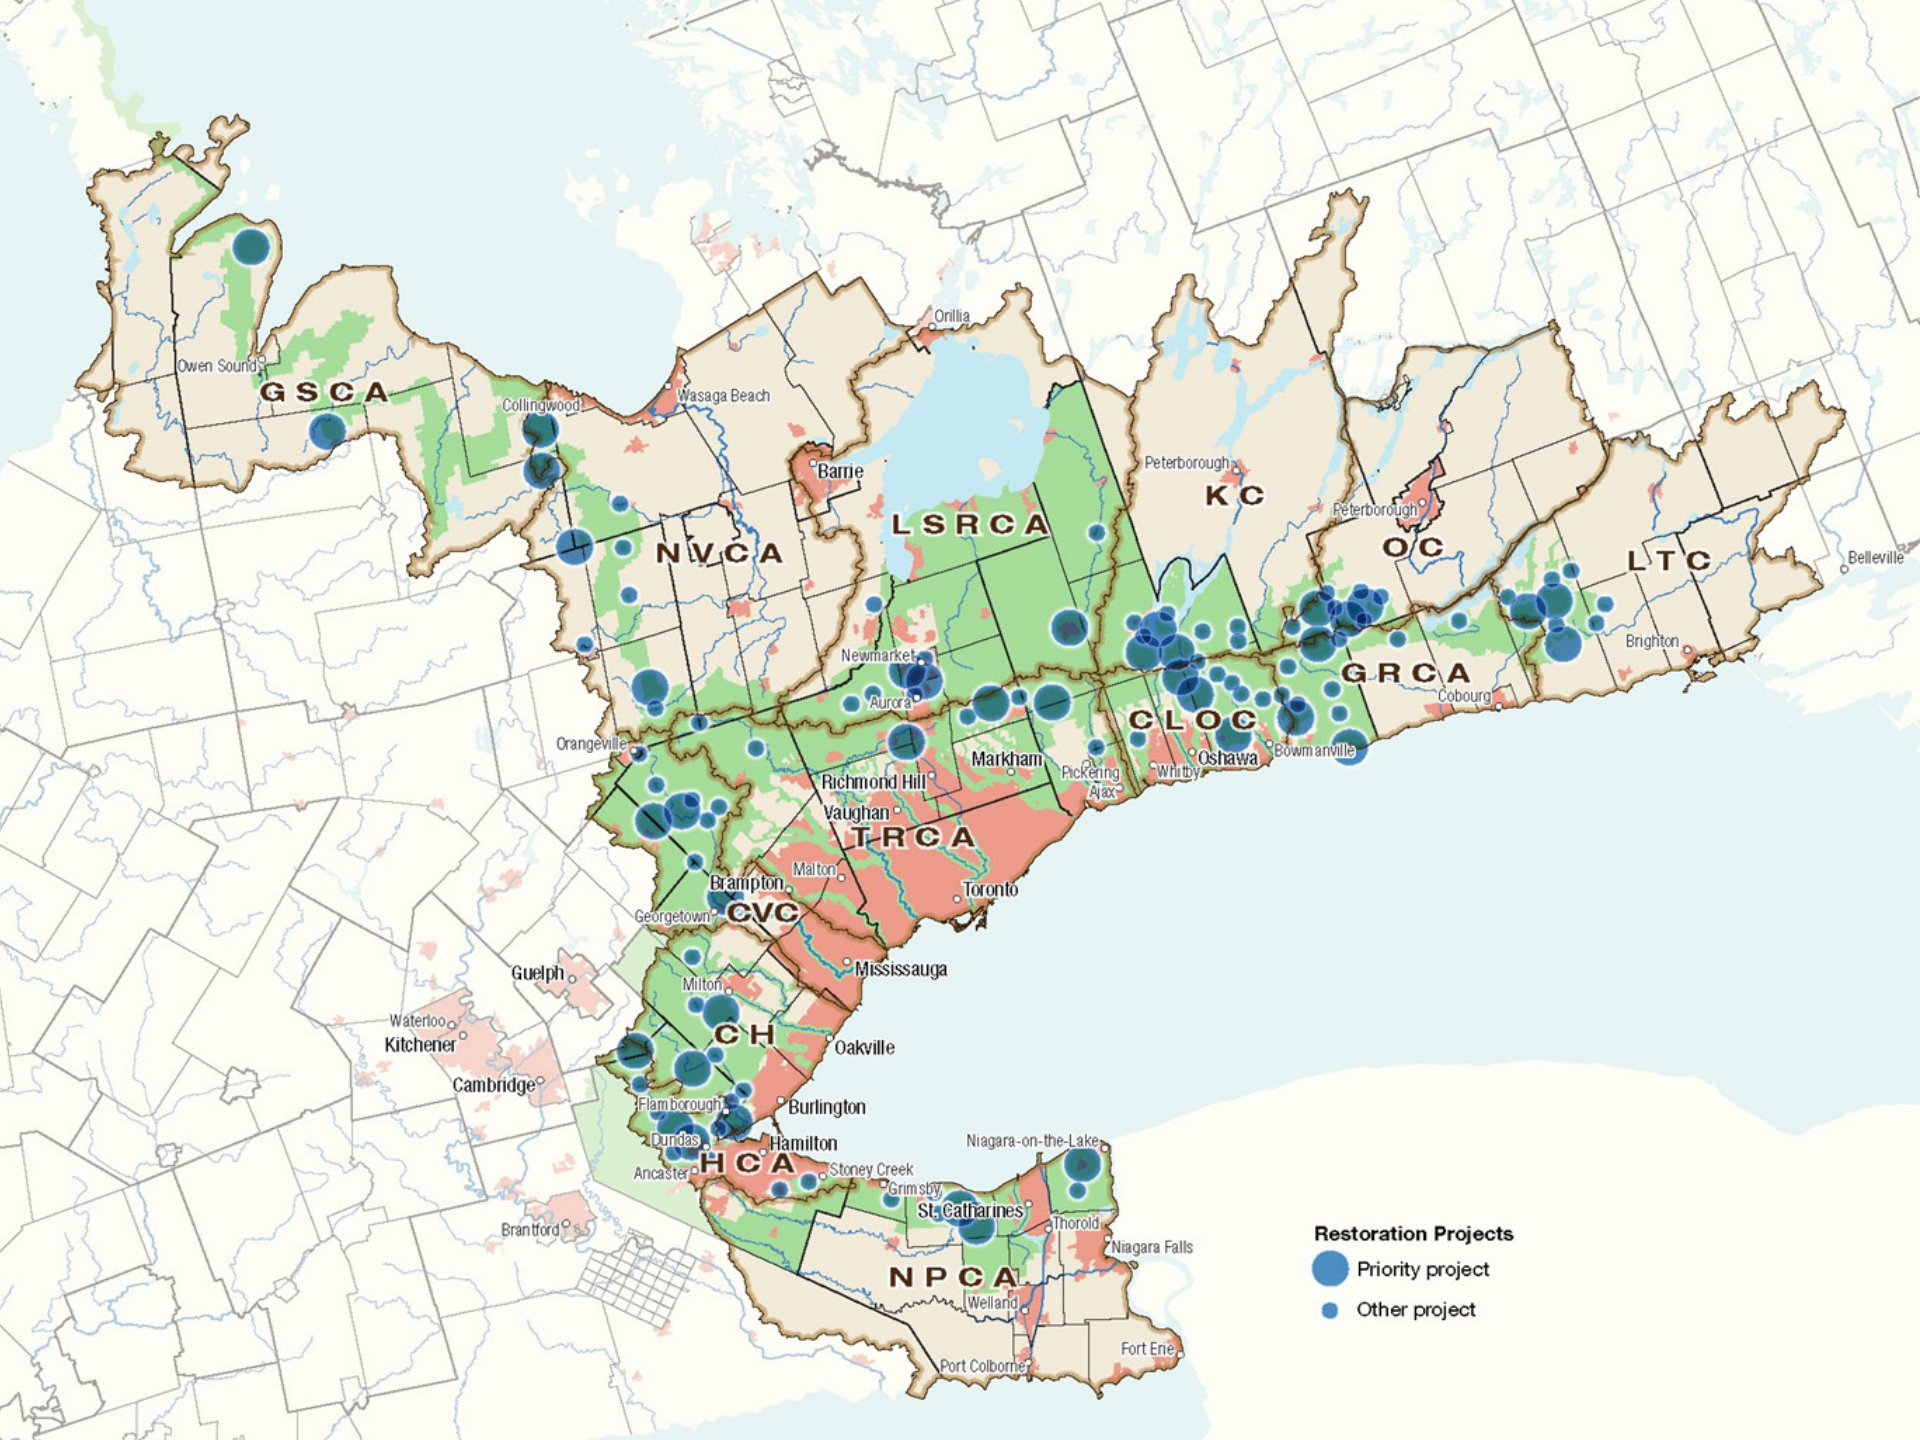 Orillia
Owen Sound
GSCA
Collingwood
Wasaga Beach
Barrie
Peterborough
KC
Peterborough
LSRCA
NVCA
OC
LTC
Belleville
Newmarket
Brighton
GRCA
Aurora
Cobourg
CLOC
Orangeville
Bowmanville
Markham
Oshawa
Pickering
Whitby
Richmond Hill
Ajax
Vaughan
TRCA
Malton
Brampton
Toronto
Georgetown
CVC
Guelph
Mississauga
Milton
Waterloo
CH
Kitchener
Oakville
Cambridge
Flamborough
Burlington
Dundas
Hamilton
Niagara-on-the-Lake
HCA
Ancaster
Stoney Creek
Grimsby
St. Catharines
Brantford
Thorold
Niagara Falls
NPCA
Welland
Fort Erie
Port Colborne
Restoration Projects
Priority project
Other project